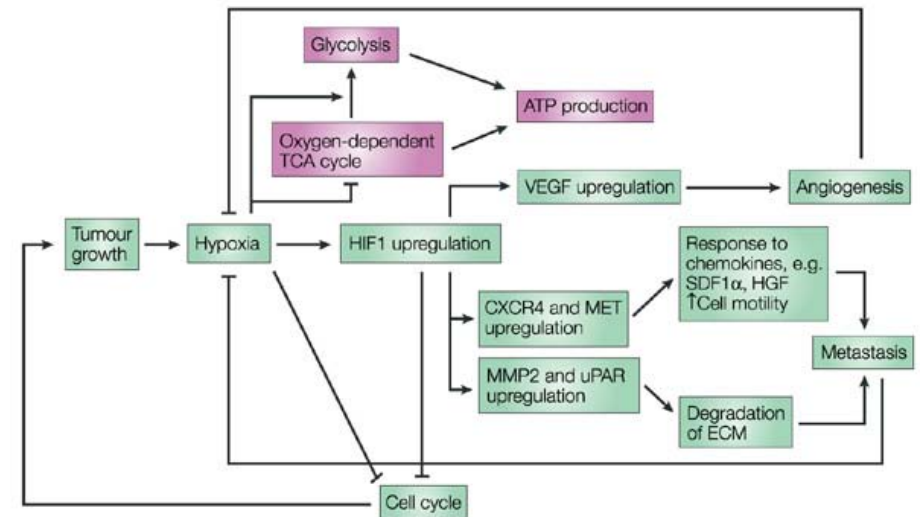 Glycolysis
ATP production
Oxygen-dependent
TCA cycle
VEGF upregulation
Angiogenesis
Tumour
growth
Hypoxia
HIF1 upregulation
Response to
chemokines, e.g.
SDF1α, HGF
↑Cell motility
CXCR4 and MET
upregulation
Metastasis
MMP2 and uPAR
upregulation
Degradation
of ECM
Cell cycle